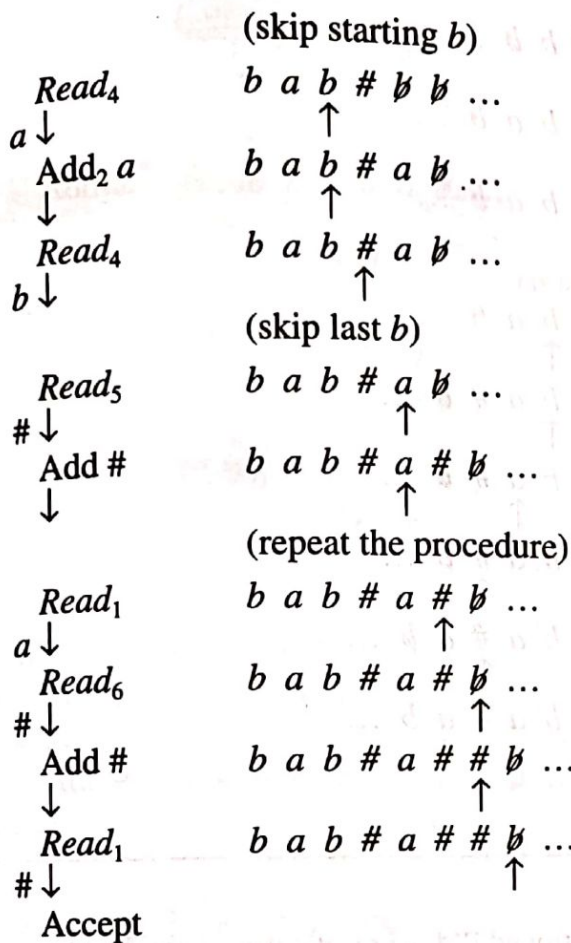 (skip starting b)
Read₄ b a b # b̸ b̸ ...
a ↓ ↑
Add₂ a b a b # a b̸ ...
↓ ↑
Read₄ b a b # a b̸ ...
b ↓ ↑
(skip last b)
Read₅ b a b # a b̸ ...
# ↓ ↑
Add # b a b # a # b̸ ...
↓ ↑
(repeat the procedure)
Read₁ b a b # a # b̸ ...
a ↓ ↑
Read₆ b a b # a # b̸ ...
# ↓ ↑
Add # b a b # a # # b̸ ...
↓ ↑
Read₁ b a b # a # # b̸ ...
# ↓ ↑
Accept